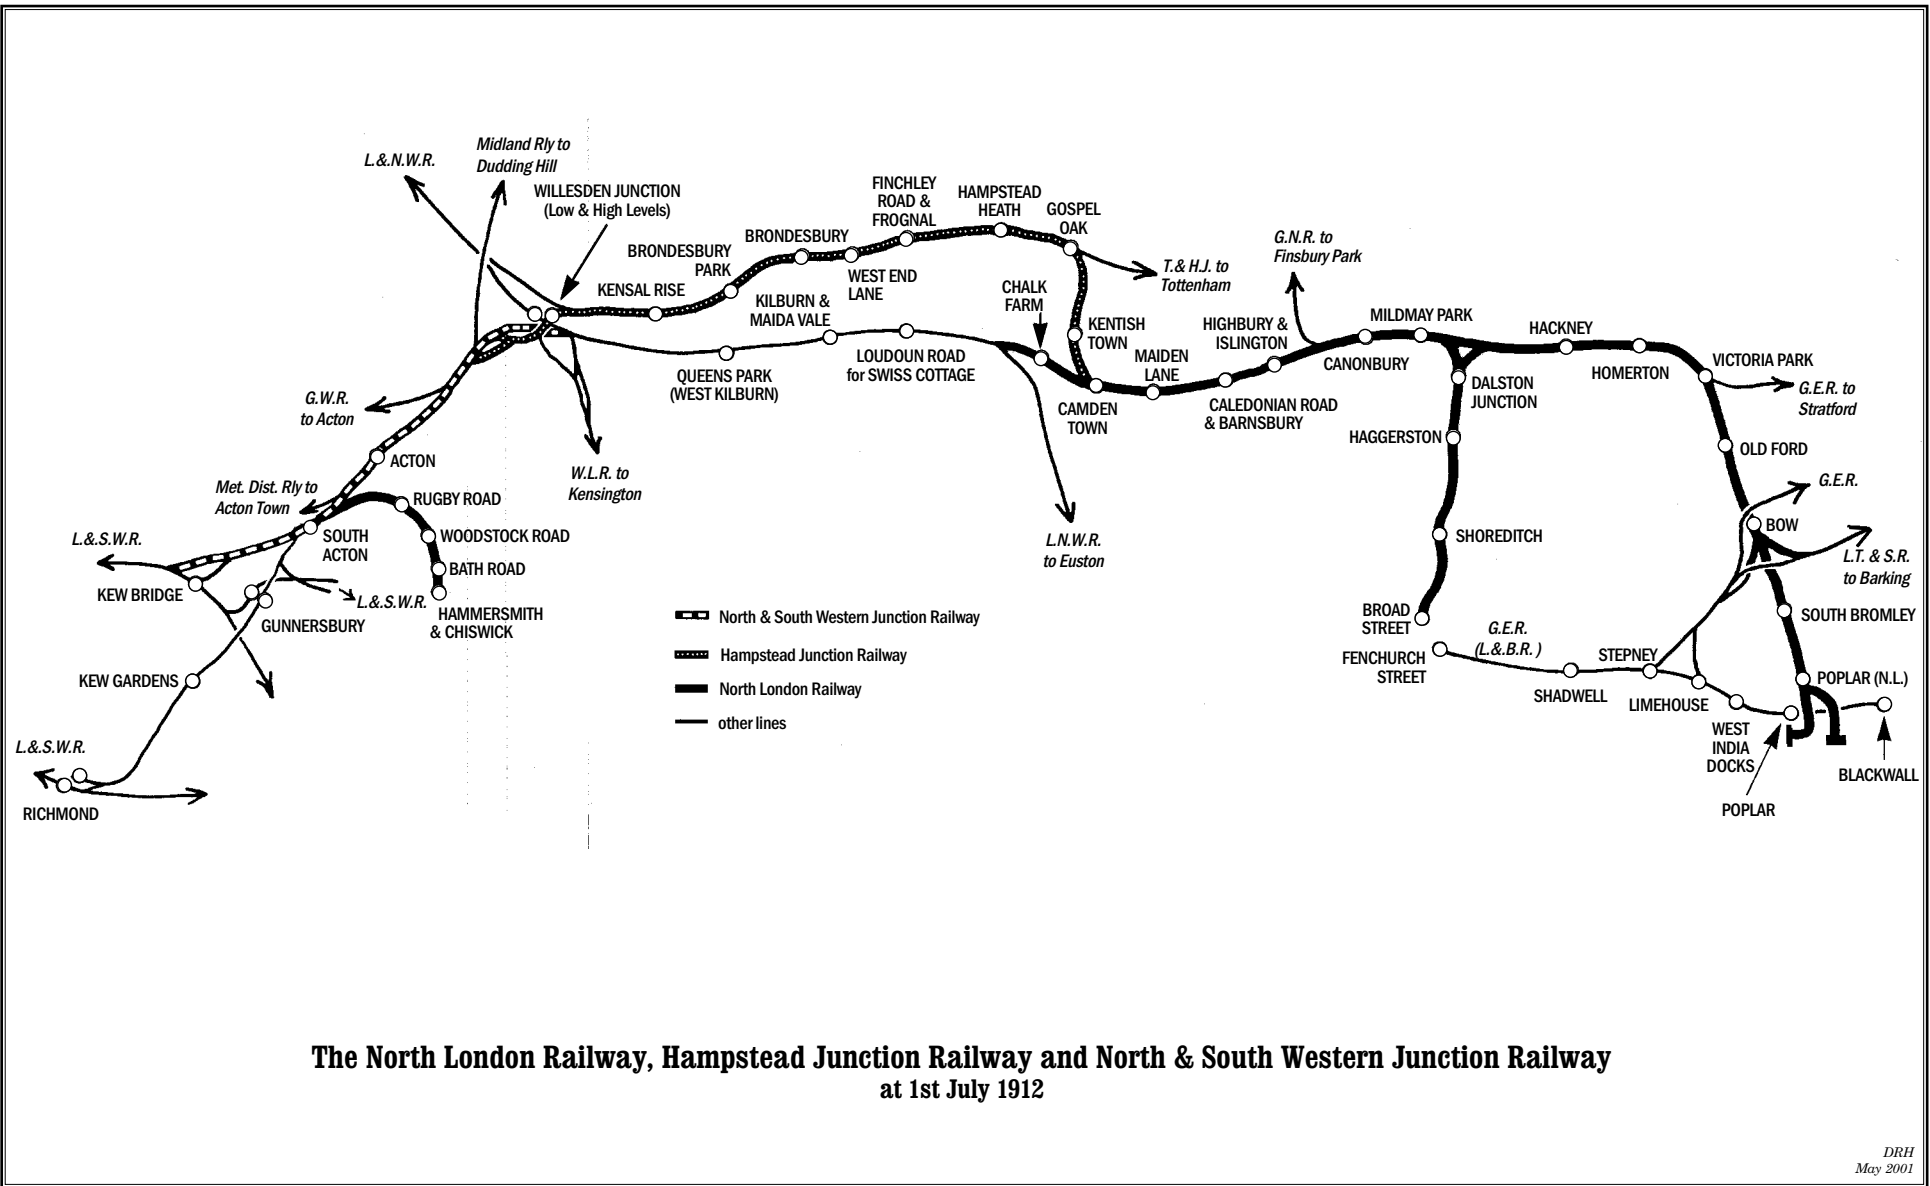 L.&.N.W.R.
Midland Rly to
Dudding Hill
WILLESDEN JUNCTION
(Low & High Levels)
FINCHLEY
ROAD &
FROGNAL
HAMPSTEAD
HEATH
GOSPEL
OAK
BRONDESBURY
BRONDESBURY
PARK
WEST END
LANE
KENSAL RISE
KILBURN &
MAIDA VALE
T.& H.J. to
Tottenham
G.N.R. to
Finsbury Park
CHALK
FARM
KENTISH
TOWN
MAIDEN
LANE
HIGHBURY &
ISLINGTON
MILDMAY PARK
CANONBURY
HACKNEY
HOMERTON
VICTORIA PARK
G.E.R. to
Stratford
QUEENS PARK
(WEST KILBURN)
LOUDOUN ROAD
for SWISS COTTAGE
CAMDEN
TOWN
CALEDONIAN ROAD
& BARNSBURY
DALSTON
JUNCTION
HAGGERSTON
OLD FORD
G.W.R.
to Acton
ACTON
W.L.R. to
Kensington
Met. Dist. Rly to
Acton Town
RUGBY ROAD
G.E.R.
BOW
L.&.S.W.R.
SOUTH
ACTON
WOODSTOCK ROAD
SHOREDITCH
L.N.W.R.
to Euston
L.T. & S.R.
to Barking
BATH ROAD
KEW BRIDGE
L.&.S.W.R.
HAMMERSMITH
& CHISWICK
GUNNERSBURY
BROAD
STREET
SOUTH BROMLEY
North & South Western Junction Railway
Hampstead Junction Railway
North London Railway
other lines
G.E.R.
(L.&.B.R. )
FENCHURCH
STREET
STEPNEY
SHADWELL
LIMEHOUSE
POPLAR (N.L.)
KEW GARDENS
WEST
INDIA
DOCKS
BLACKWALL
POPLAR
L.&.S.W.R.
RICHMOND
The North London Railway, Hampstead Junction Railway and North & South Western Junction Railway
at 1st July 1912
DRH
May 2001